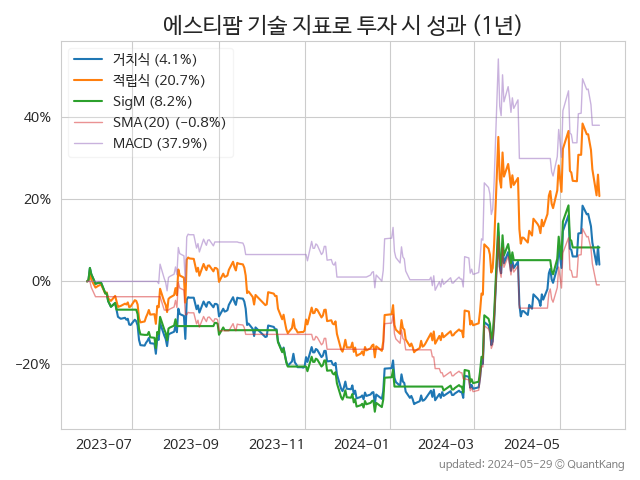 에스티팜 기술 지표로 투자 시 성과 (1년)
거치식 (4.1%)
적립식 (20.7%)
SigM (8.2%)
SMA(20) (−0.8%)
MACD (37.9%)
40%
20%
0%
−20%
2023−07 2023−09 2023−11 2024−01 2024−03 2024−05
updated: 2024-05-29 © QuantKang